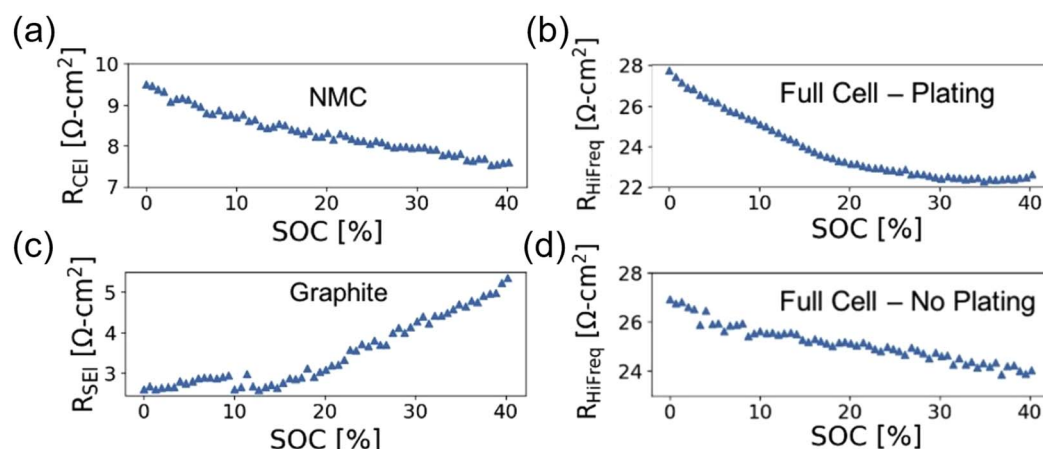 (a)
10
9
8
7
R_CEI [Ω-cm²]
NMC
0 10 20 30 40
SOC [%]
(b)
28
26
24
22
R_HiFreq [Ω-cm²]
Full Cell – Plating
0 10 20 30 40
SOC [%]
(c)
5
4
3
R_SEI [Ω-cm²]
Graphite
0 10 20 30 40
SOC [%]
(d)
28
26
24
R_HiFreq [Ω-cm²]
Full Cell – No Plating
0 10 20 30 40
SOC [%]